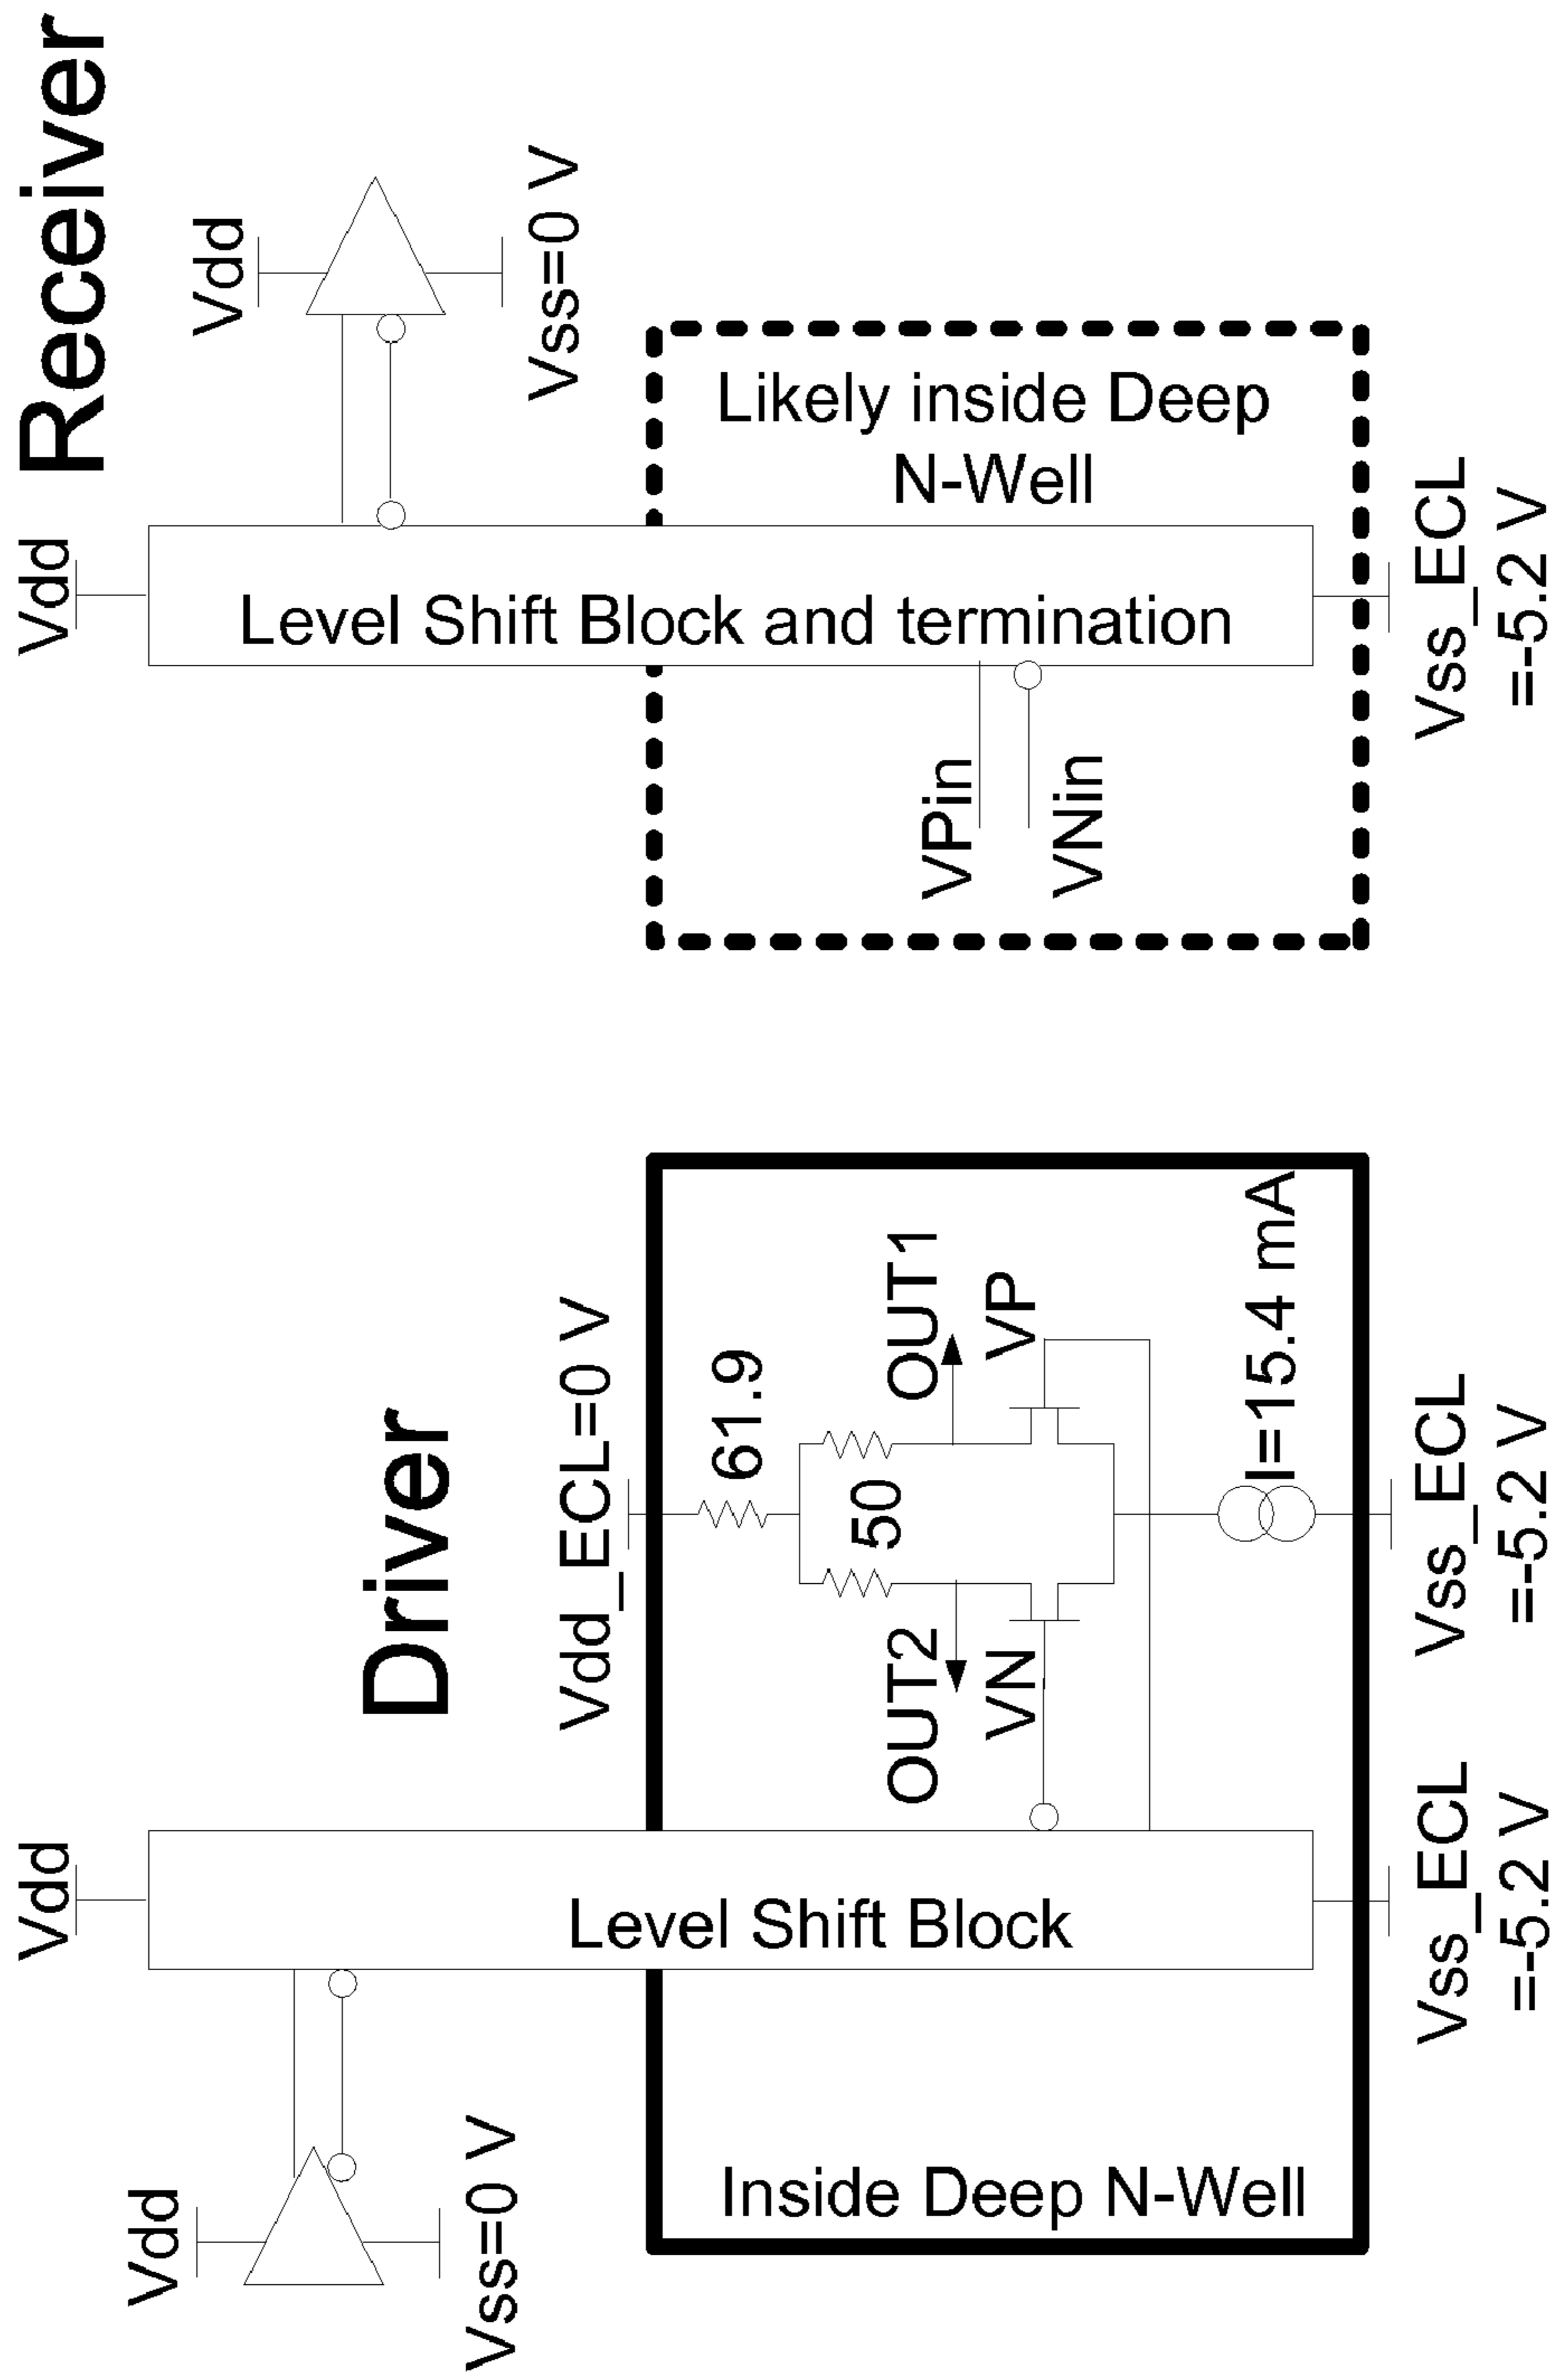 Driver
Vdd
Vdd
Vss=0 V
Level Shift Block
Inside Deep N-Well
Vdd_ECL=0 V
61.9
50
OUT2
OUT1
VN
VP
I=15.4 mA
Vss_ECL
=-5.2 V
Vss_ECL
=-5.2 V
Receiver
Vdd
Vdd
Vss=0 V
Level Shift Block and termination
Likely inside Deep
N-Well
VPin
VNin
Vss_ECL
=-5.2 V